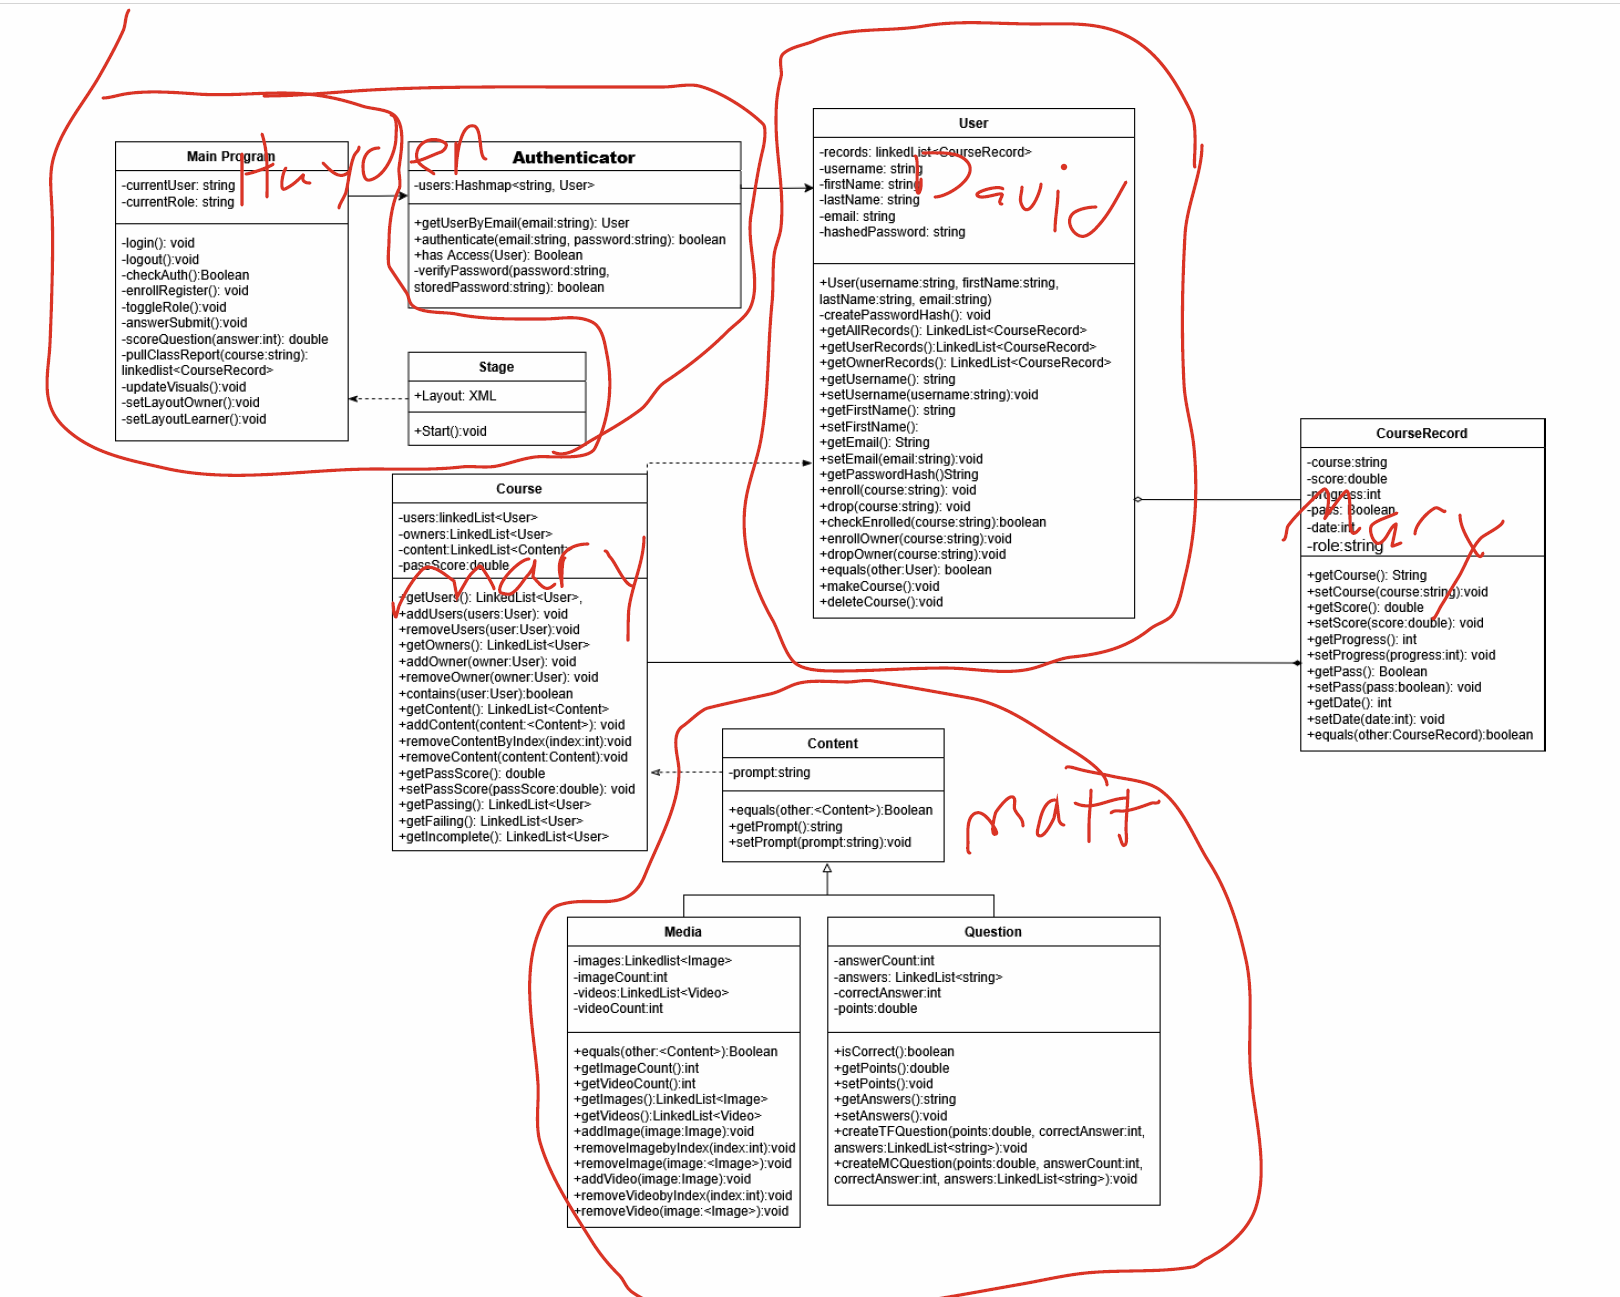 Hayden
Main Program
-currentUser: string
-currentRole: string
-login(): void
-logout():void
-checkAuth():Boolean
-enrollRegister(): void
-toggleRole():void
-answerSubmit():void
-scoreQuestion(answer:int): double
-pullClassReport(course:string):
linkedlist<CourseRecord>
-updateVisuals():void
-setLayoutOwner():void
-setLayoutLearner():void
Authenticator
-users:Hashmap<string, User>
+getUserByEmail(email:string): User
+authenticate(email:string, password:string): boolean
+has Access(User): Boolean
-verifyPassword(password:string,
storedPassword:string): boolean
Stage
+Layout: XML
+Start():void
David
User
-records: linkedList<CourseRecord>
-username: string
-firstName: string
-lastName: string
-email: string
-hashedPassword: string
+User(username:string, firstName:string,
lastName:string, email:string)
-createPasswordHash(): void
+getAllRecords(): LinkedList<CourseRecord>
+getUserRecords():LinkedList<CourseRecord>
+getOwnerRecords(): LinkedList<CourseRecord>
+getUsername(): string
+setUsername(username:string):void
+getFirstName(): string
+setFirstName():
+getEmail(): String
+setEmail(email:string):void
+getPasswordHash()String
+enroll(course:string): void
+drop(course:string): void
+checkEnrolled(course:string):boolean
+enrollOwner(course:string):void
+dropOwner(course:string):void
+equals(other:User): boolean
+makeCourse():void
+deleteCourse():void
Mary
CourseRecord
-course:string
-score:double
-progress:int
-pass: Boolean
-date:int
-role:string
+getCourse(): String
+setCourse(course:string):void
+getScore(): double
+setScore(score:double): void
+getProgress(): int
+setProgress(progress:int): void
+getPass(): Boolean
+setPass(pass:boolean): void
+getDate(): int
+setDate(date:int): void
+equals(other:CourseRecord):boolean
mary
Course
-users:linkedList<User>
-owners:LinkedList<User>
-content:LinkedList<Content>
-passScore:double
+getUsers(): LinkedList<User>,
+addUsers(users:User): void
+removeUsers(user:User):void
+getOwners(): LinkedList<User>
+addOwner(owner:User): void
+removeOwner(owner:User): void
+contains(user:User):boolean
+getContent(): LinkedList<Content>
+addContent(content:<Content>): void
+removeContentByIndex(index:int):void
+removeContent(content:Content):void
+getPassScore(): double
+setPassScore(passScore:double): void
+getPassing(): LinkedList<User>
+getFailing(): LinkedList<User>
+getIncomplete(): LinkedList<User>
matt
Content
-prompt:string
+equals(other:<Content>):Boolean
+getPrompt():string
+setPrompt(prompt:string):void
Media
-images:Linkedlist<Image>
-imageCount:int
-videos:LinkedList<Video>
-videoCount:int
+equals(other:<Content>):Boolean
+getImageCount():int
+getVideoCount():int
+getImages():LinkedList<Image>
+getVideos():LinkedList<Video>
+addImage(image:Image):void
+removeImagebyIndex(index:int):void
+removeImage(image:<Image>):void
+addVideo(image:Image):void
+removeVideobyIndex(index:int):void
+removeVideo(image:<Image>):void
Question
-answerCount:int
-answers: LinkedList<string>
-correctAnswer:int
-points:double
+isCorrect():boolean
+getPoints():double
+setPoints():void
+getAnswers():string
+setAnswers():void
+createTFQuestion(points:double, correctAnswer:int,
answers:LinkedList<string>):void
+createMCQuestion(points:double, answerCount:int,
correctAnswer:int, answers:LinkedList<string>):void